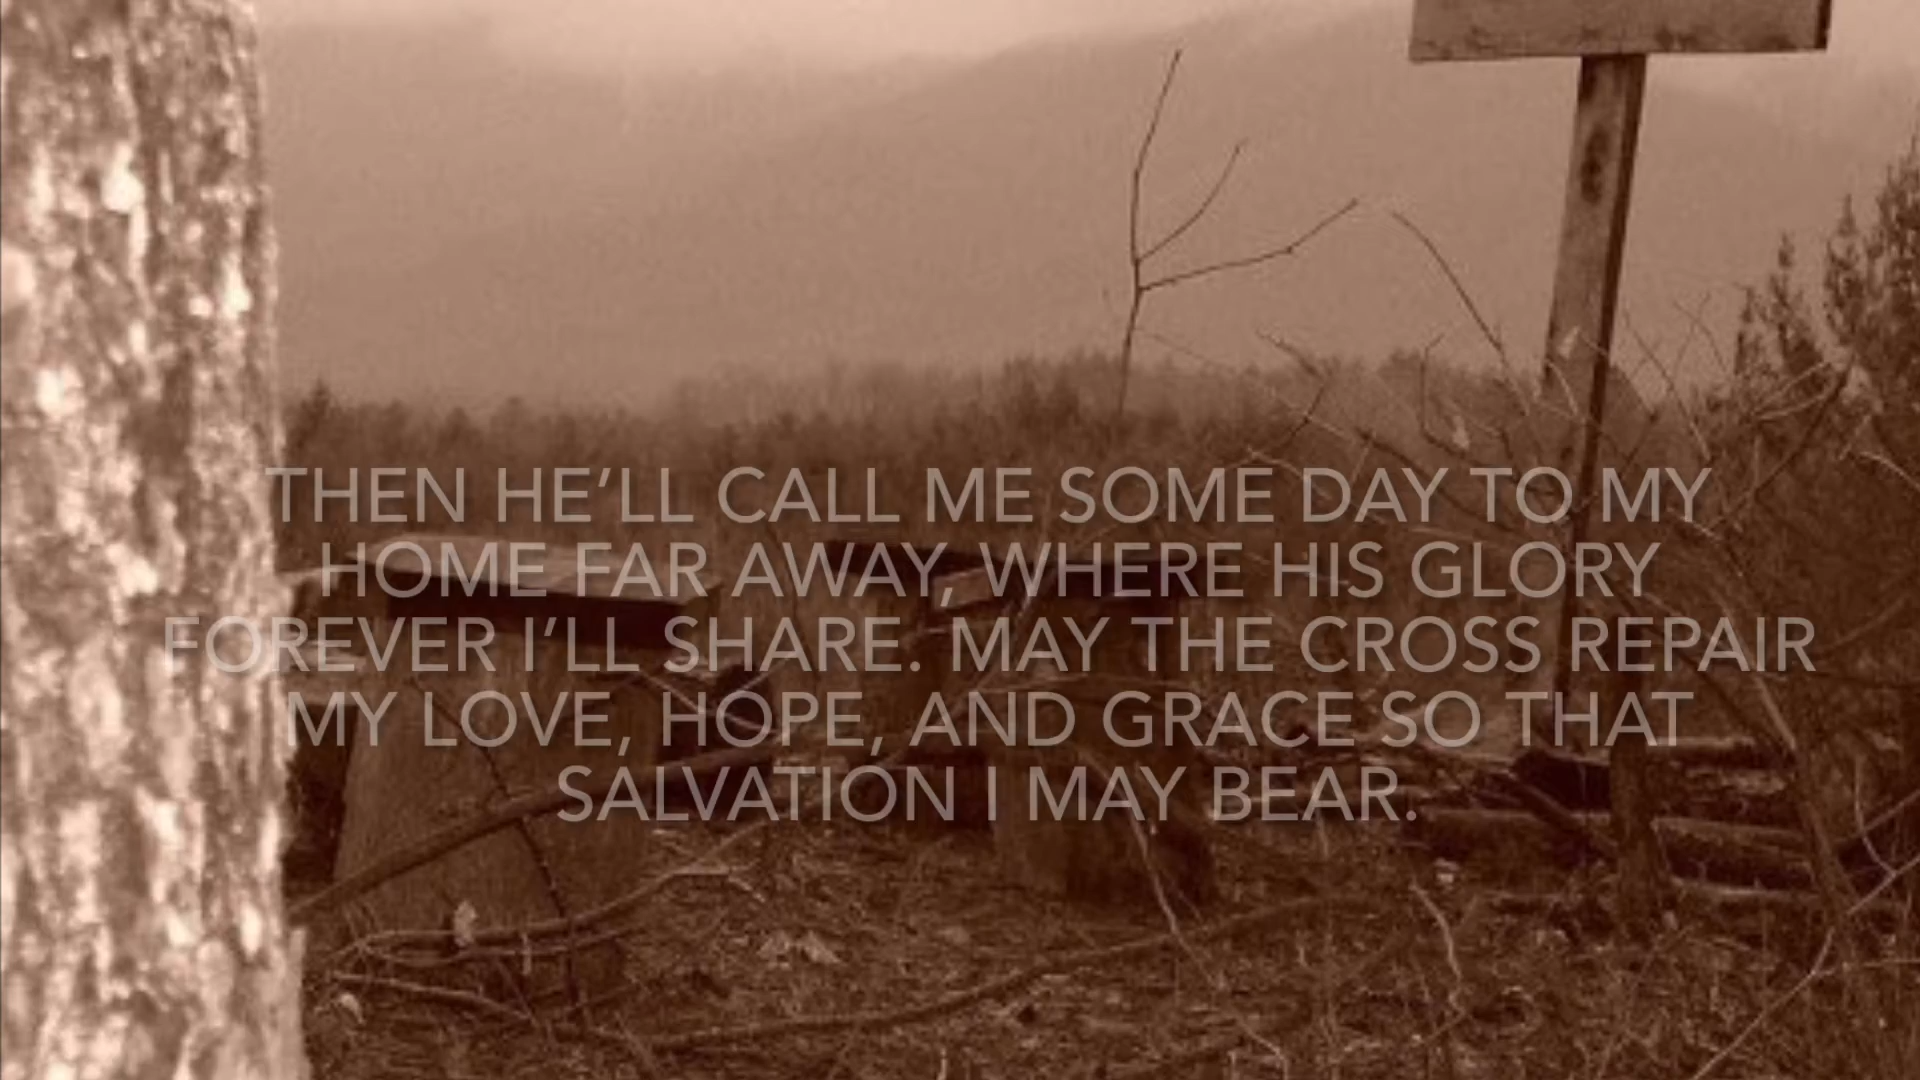 THEN HE’LL CALL ME SOME DAY TO MY
HOME FAR AWAY, WHERE HIS GLORY
FOREVER I’LL SHARE. MAY THE CROSS REPAIR
MY LOVE, HOPE, AND GRACE SO THAT
SALVATION I MAY BEAR.